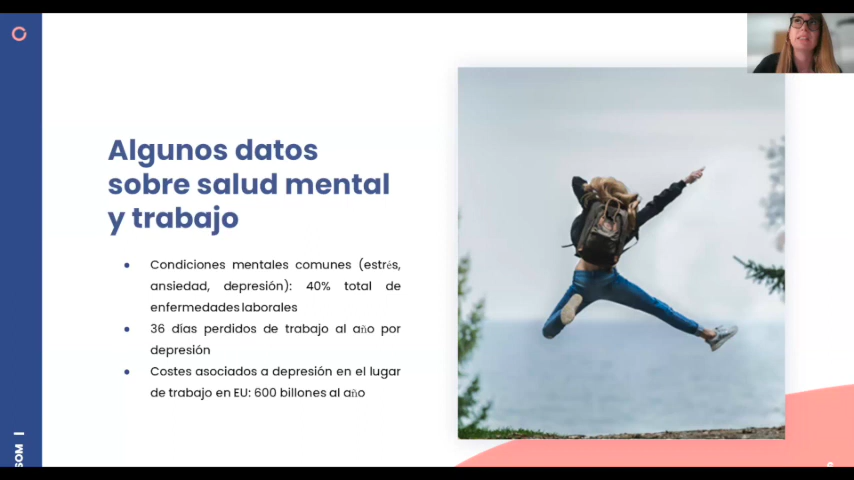 Algunos datos
sobre salud mental
y trabajo
Condiciones mentales comunes (estrés,
ansiedad, depresión): 40% total de
enfermedades laborales
36 días perdidos de trabajo al año por
depresión
Costes asociados a depresión en el lugar
de trabajo en EU: 600 billones al año